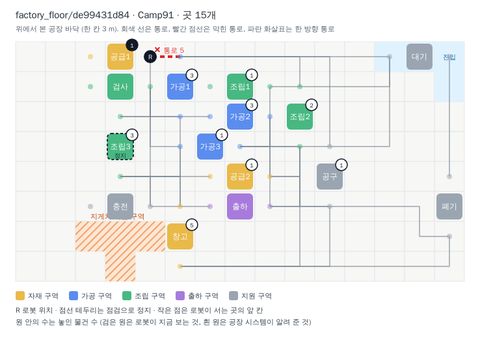 factory_floor/de99431d84 · Camp91 · 곳 15개
위에서 본 공장 바닥 (한 칸 3 m). 회색 선은 통로, 빨간 점선은 막힌 통로, 파란 화살표는 한 방향 통로
공급1 1
R
✕ 통로 5
대기
진입
검사
가공1 3
조립1 1
가공2 3
조립2 2
조립3 3
가공3 1
공급2 1
공구 1
충전
출하
폐기
창고 5
자재 구역
가공 구역
조립 구역
출하 구역
지원 구역
R 로봇 위치 · 점선 테두리는 점검으로 정지 · 작은 점은 로봇이 서는 곳의 앞 칸
원 안의 수는 놓인 물건 수 (검은 원은 로봇이 지금 보는 것, 흰 원은 공장 시스템이 알려 준 것)